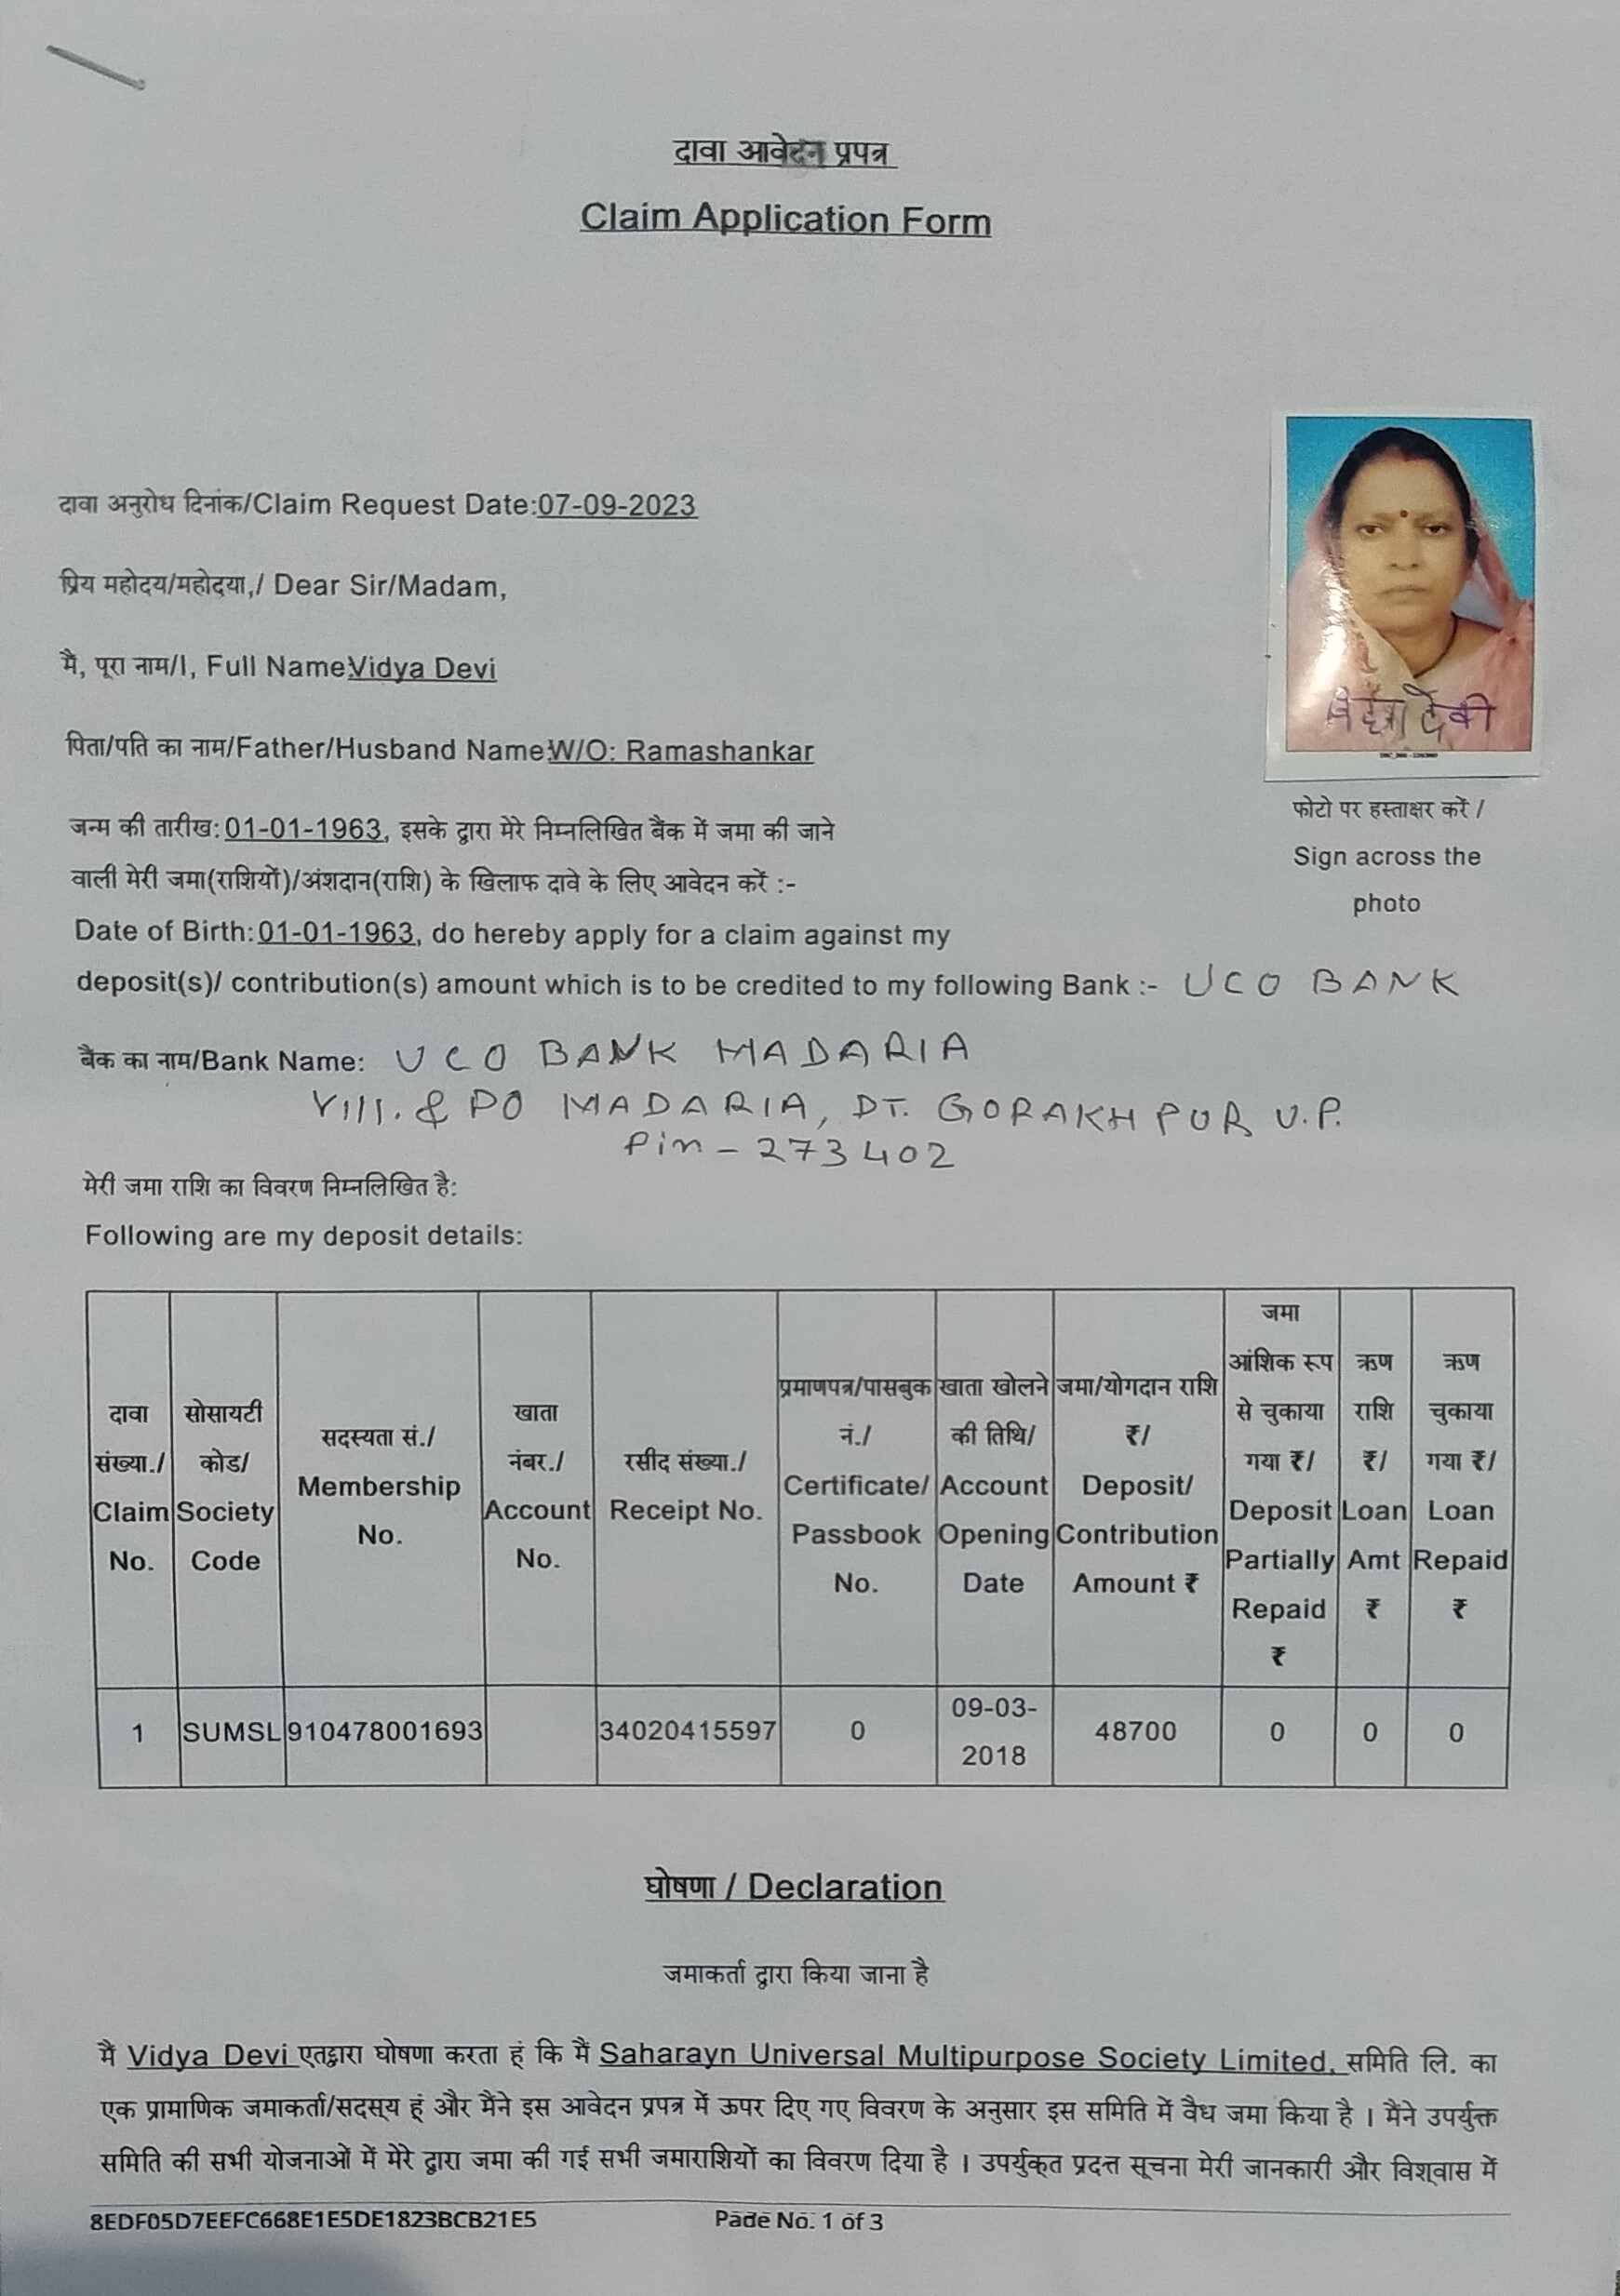 दावा आवेदन प्रपत्र
Claim Application Form
दावा अनुरोध दिनांक/Claim Request Date:07-09-2023
प्रिय महोदय/महोदया,/ Dear Sir/Madam,
मै, पूरा नाम/I, Full Name:Vidya Devi
पिता/पति का नाम/Father/Husband Name:W/O: Ramashankar
देवी
फोटो पर हस्ताक्षर करें /
Sign across the
photo
जन्म की तारीख:01-01-1963, इसके द्वारा मेरे निम्नलिखित बैंक में जमा की जाने
वाली मेरी जमा(राशियों)/अंशदान(राशि) के खिलाफ दावे के लिए आवेदन करें :-
Date of Birth:01-01-1963, do hereby apply for a claim against my
deposit(s)/ contribution(s) amount which is to be credited to my following Bank :- UCO BANK
बैंक का नाम/Bank Name: UCO BANK MADARIA
Vill. & PO MADARIA, DT. GORAKHPUR U.P.
Pin - 273402
मेरी जमा राशि का विवरण निम्नलिखित है:
Following are my deposit details:
दावा संख्या./ Claim No.
सोसायटी कोड/ Society Code
सदस्यता सं./ Membership No.
खाता नंबर./ Account No.
रसीद संख्या./ Receipt No.
प्रमाणपत्र/पासबुक नं./ Certificate/ Passbook No.
खाता खोलने की तिथि/ Account Opening Date
जमा/योगदान राशि ₹/ Deposit/ Contribution Amount ₹
जमा आंशिक रूप से चुकाया गया ₹/ Deposit Partially Repaid ₹
ऋण राशि ₹/ Loan Amt ₹
ऋण चुकाया गया ₹/ Loan Repaid ₹
1 SUMSL 910478001693 34020415597 0 09-03-2018 48700 0 0 0
घोषणा / Declaration
जमाकर्ता द्वारा किया जाना है
मै Vidya Devi एतद्वारा घोषणा करता हूं कि मैं Saharayn Universal Multipurpose Society Limited, समिति लि. का
एक प्रामाणिक जमाकर्ता/सदस्‌य हूं और मैंने इस आवेदन प्रपत्र में ऊपर दिए गए विवरण के अनुसार इस समिति में वैध जमा किया है । मैंने उपर्युक्त
समिति की सभी योजनाओं में मेरे द्वारा जमा की गई सभी जमाराशियों का विवरण दिया है । उपर्युक्‌त प्रदत्त सूचना मेरी जानकारी और विश्‌वास में
8EDF05D7EEFC668E1E5DE1823BCB21E5 Page No. 1 of 3